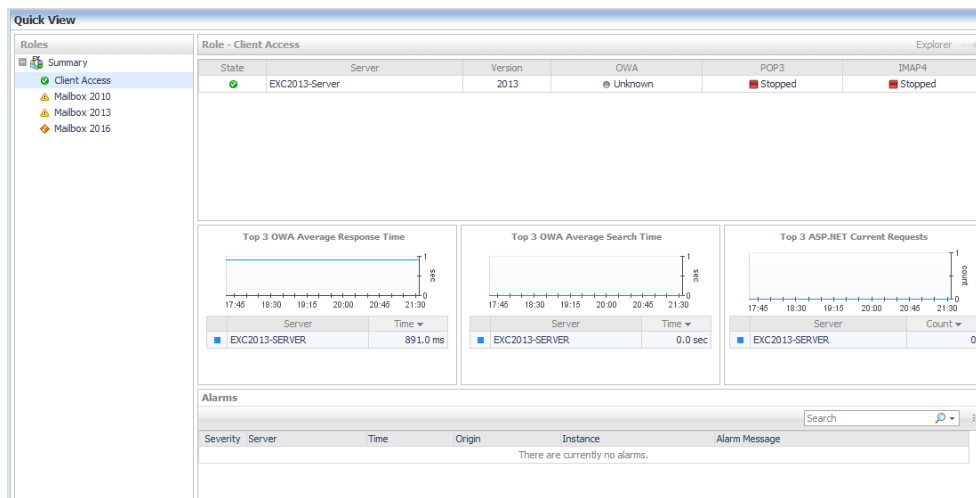 Quick View
Roles
Summary
Client Access
Mailbox 2010
Mailbox 2013
Mailbox 2016
Role - Client Access Explorer
State Server Version OWA POP3 IMAP4
EXC2013-Server 2013 Unknown Stopped Stopped
Top 3 OWA Average Response Time
1
sec
0
17:45 18:30 19:15 20:00 20:45 21:30
Server Time
EXC2013-SERVER 891.0 ms
Top 3 OWA Average Search Time
1
sec
0
17:45 18:30 19:15 20:00 20:45 21:30
Server Time
EXC2013-SERVER 0.0 sec
Top 3 ASP.NET Current Requests
1
count
0
17:45 18:30 19:15 20:00 20:45 21:30
Server Count
EXC2013-SERVER 0
Alarms
Search
Severity Server Time Origin Instance Alarm Message
There are currently no alarms.